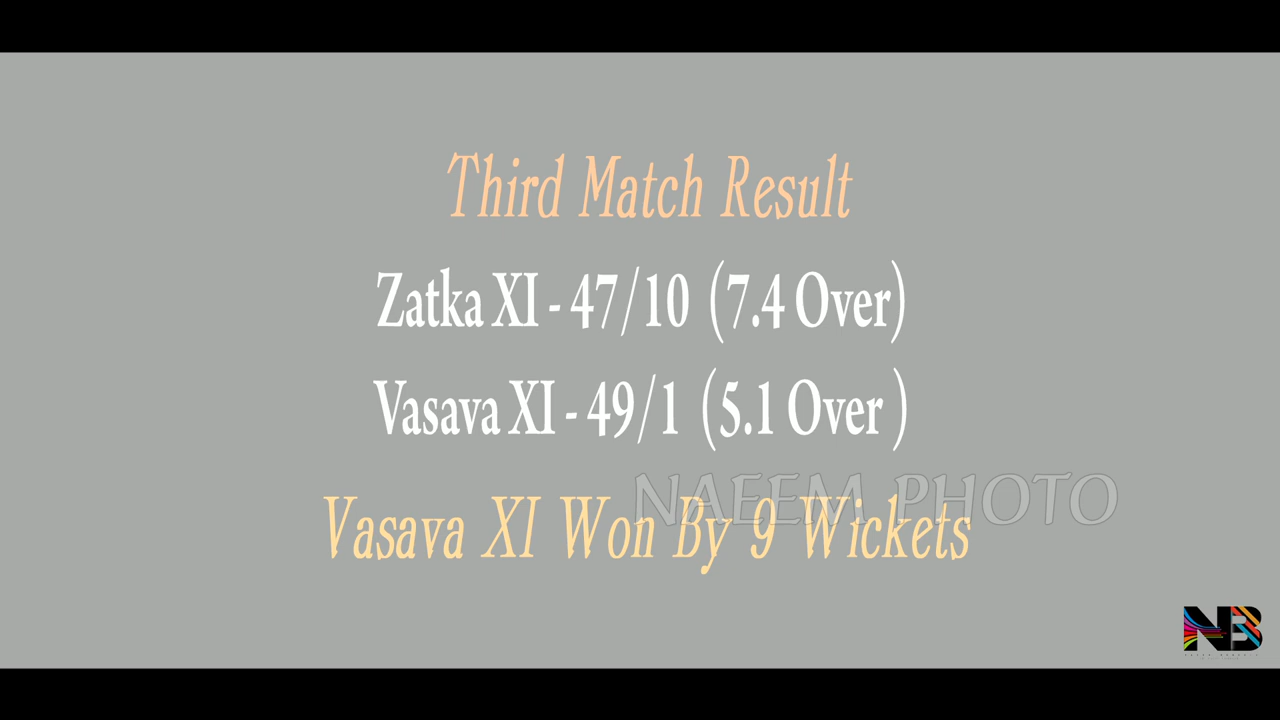 Third Match Result
Zatka XI - 47/10 (7.4 Over)
Vasava XI - 49/1 (5.1 Over )
NAEEM PHOTO
Vasava XI Won By 9 Wickets
NB